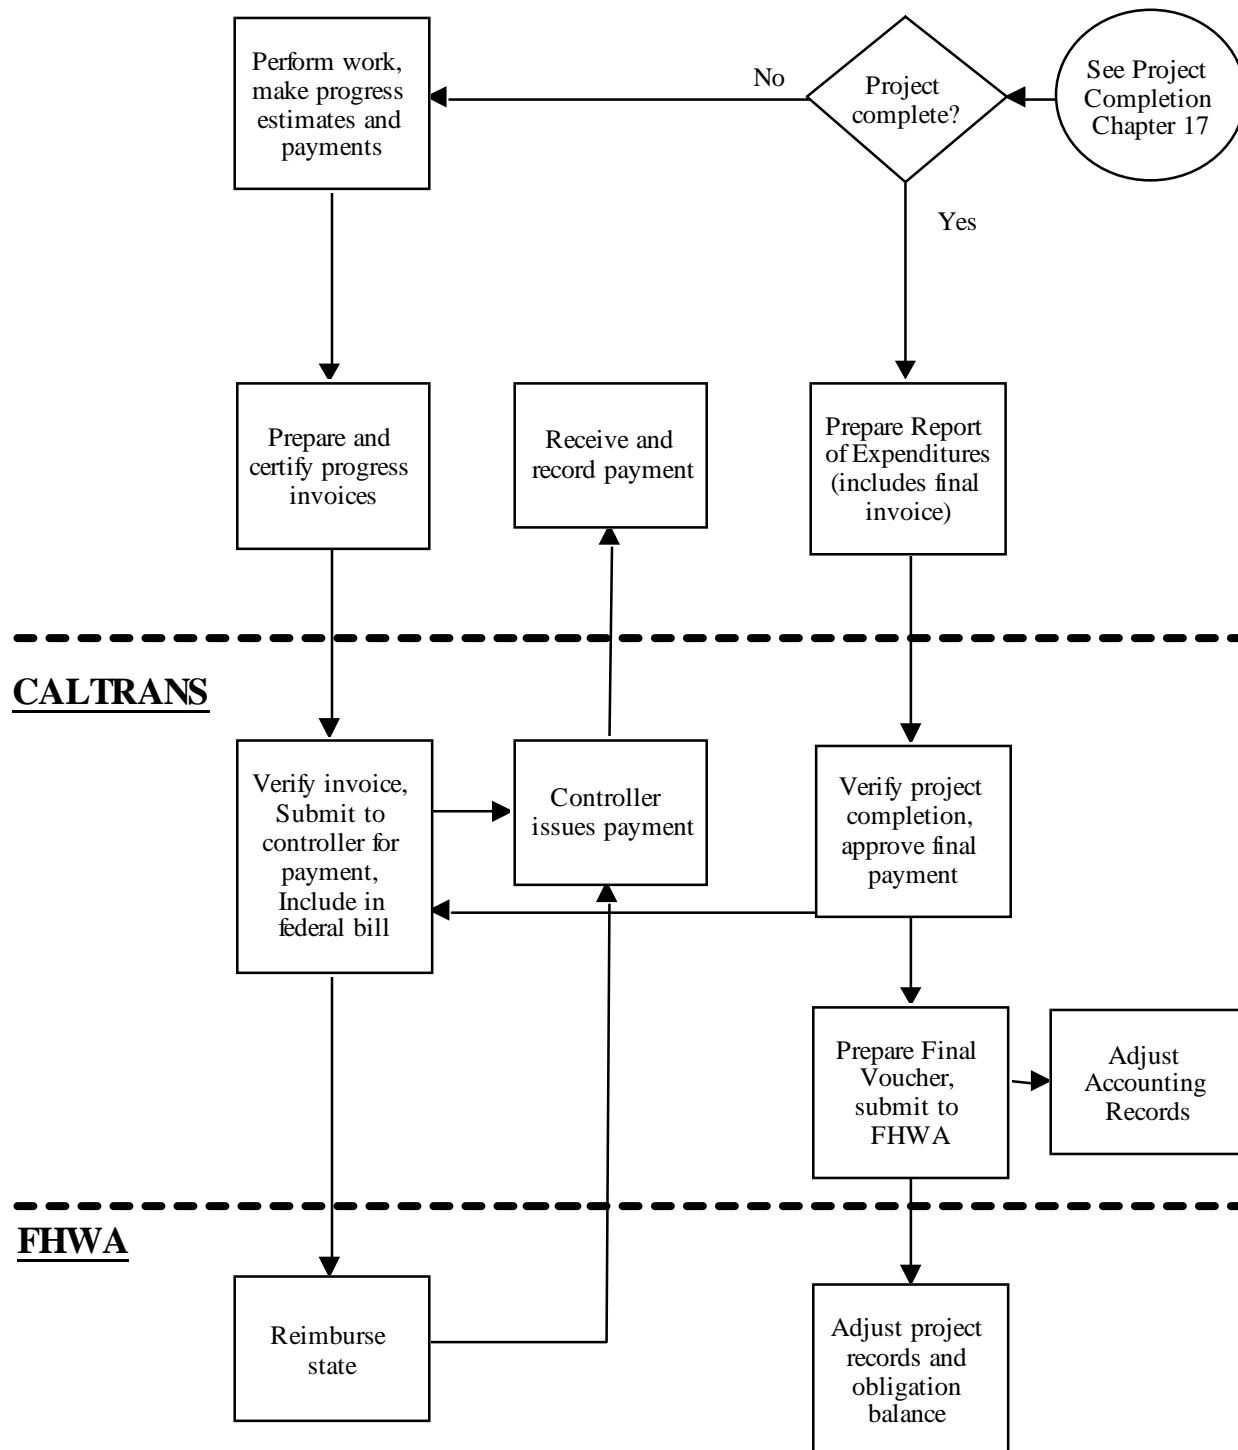 Perform work,
make progress
estimates and
payments
No
Project
complete?
See Project
Completion
Chapter 17
Yes
Prepare and
certify progress
invoices
Receive and
record payment
Prepare Report
of Expenditures
(includes final
invoice)
CALTRANS
Verify invoice,
Submit to
controller for
payment,
Include in
federal bill
Controller
issues payment
Verify project
completion,
approve final
payment
Prepare Final
Voucher,
submit to
FHWA
Adjust
Accounting
Records
FHWA
Reimburse
state
Adjust project
records and
obligation
balance